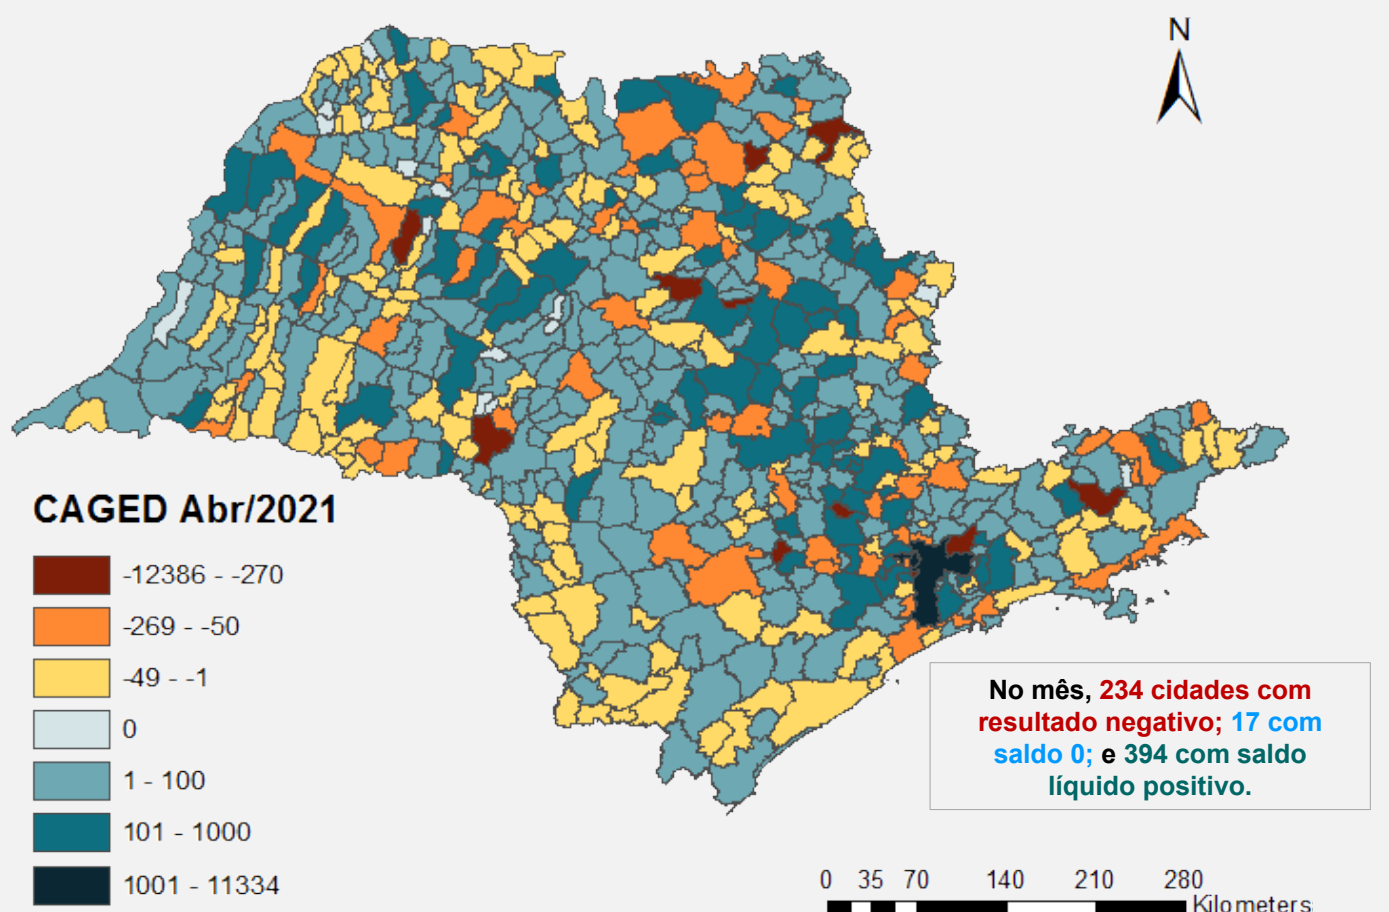 N
CAGED Abr/2021
-12386 - -270
-269 - -50
-49 - -1
0
1 - 100
101 - 1000
1001 - 11334
No mês, 234 cidades com
resultado negativo; 17 com
saldo 0; e 394 com saldo
líquido positivo.
0 35 70 140 210 280
Kilometers